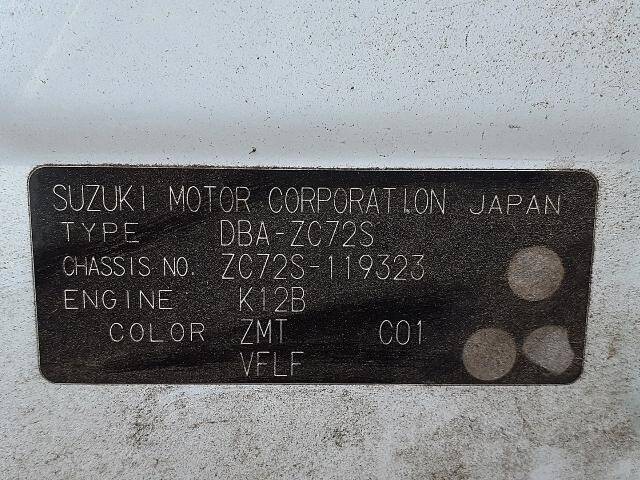 SUZUKI MOTOR CORPORATION JAPAN
TYPE DBA-ZC72S
CHASSIS NO. ZC72S-119323
ENGINE K12B
COLOR ZMT C01
VFLF